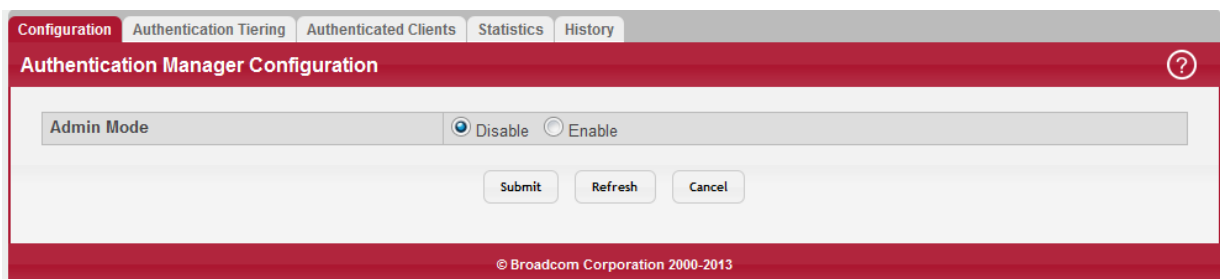 Configuration Authentication Tiering Authenticated Clients Statistics History
Authentication Manager Configuration ?
Admin Mode Disable Enable
Submit Refresh Cancel
© Broadcom Corporation 2000-2013